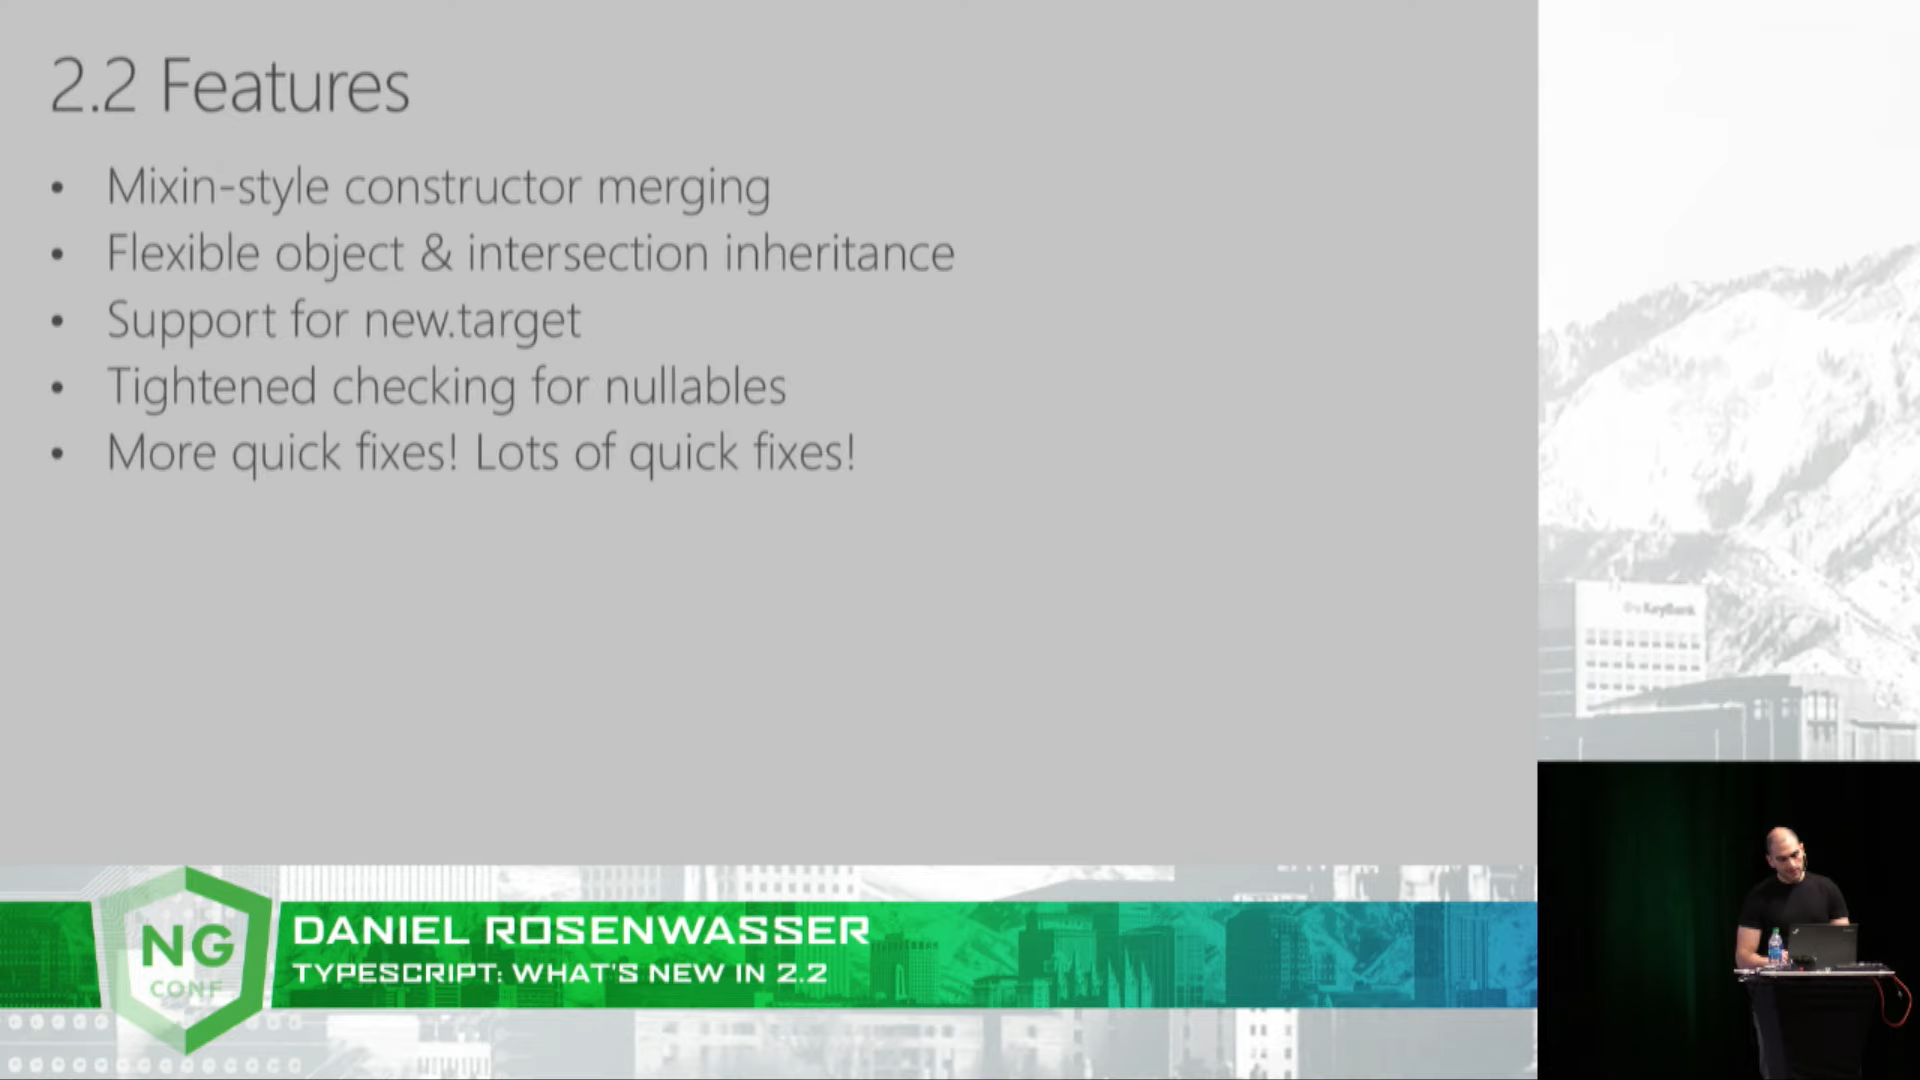 2.2 Features
• Mixin-style constructor merging
• Flexible object & intersection inheritance
• Support for new.target
• Tightened checking for nullables
• More quick fixes! Lots of quick fixes!
KeyBank
NG
CONF
DANIEL ROSENWASSER
TYPESCRIPT: WHAT'S NEW IN 2.2